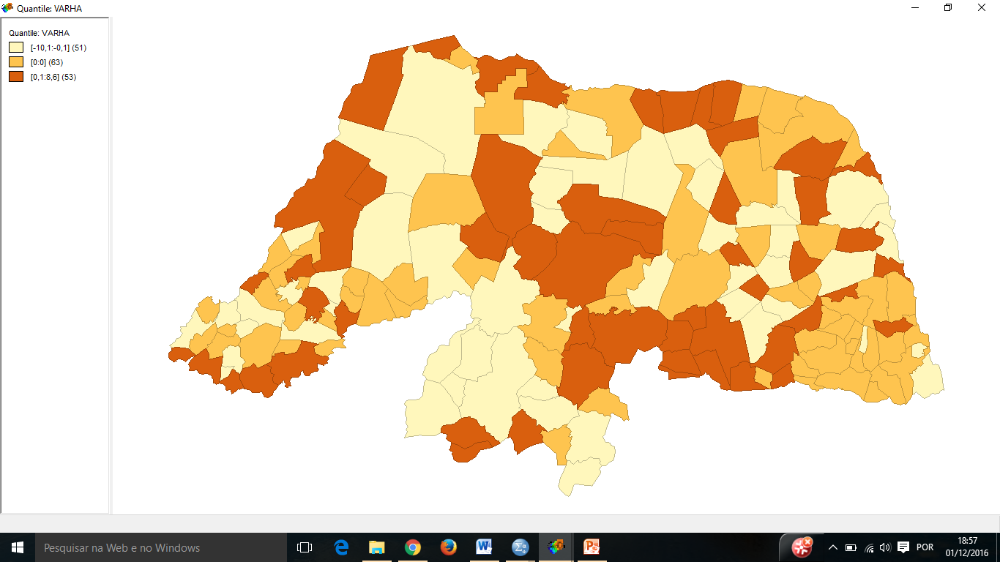 Quantile: VARHA
Quantile: VARHA
[-10,1:-0,1] (51)
[0:0] (63)
[0,1:8,6] (53)
Pesquisar na Web e no Windows
POR
18:57
01/12/2016